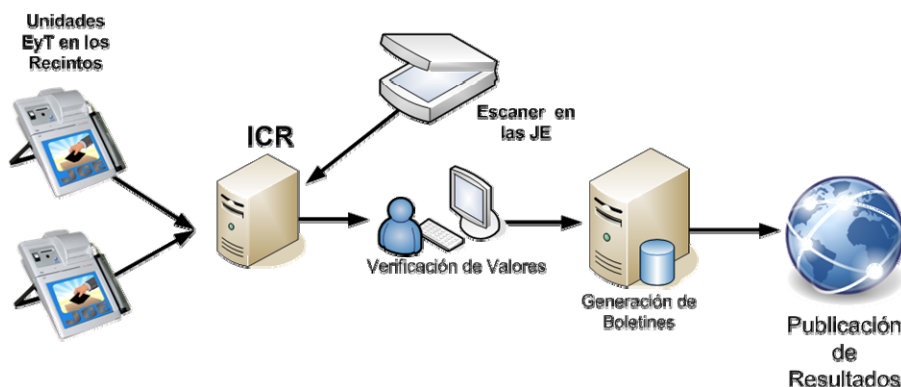 Unidades
EyT en los
Recintos
ICR
Escaner en
las JE
Verificación de Valores
Generación de
Boletines
Publicación
de
Resultados